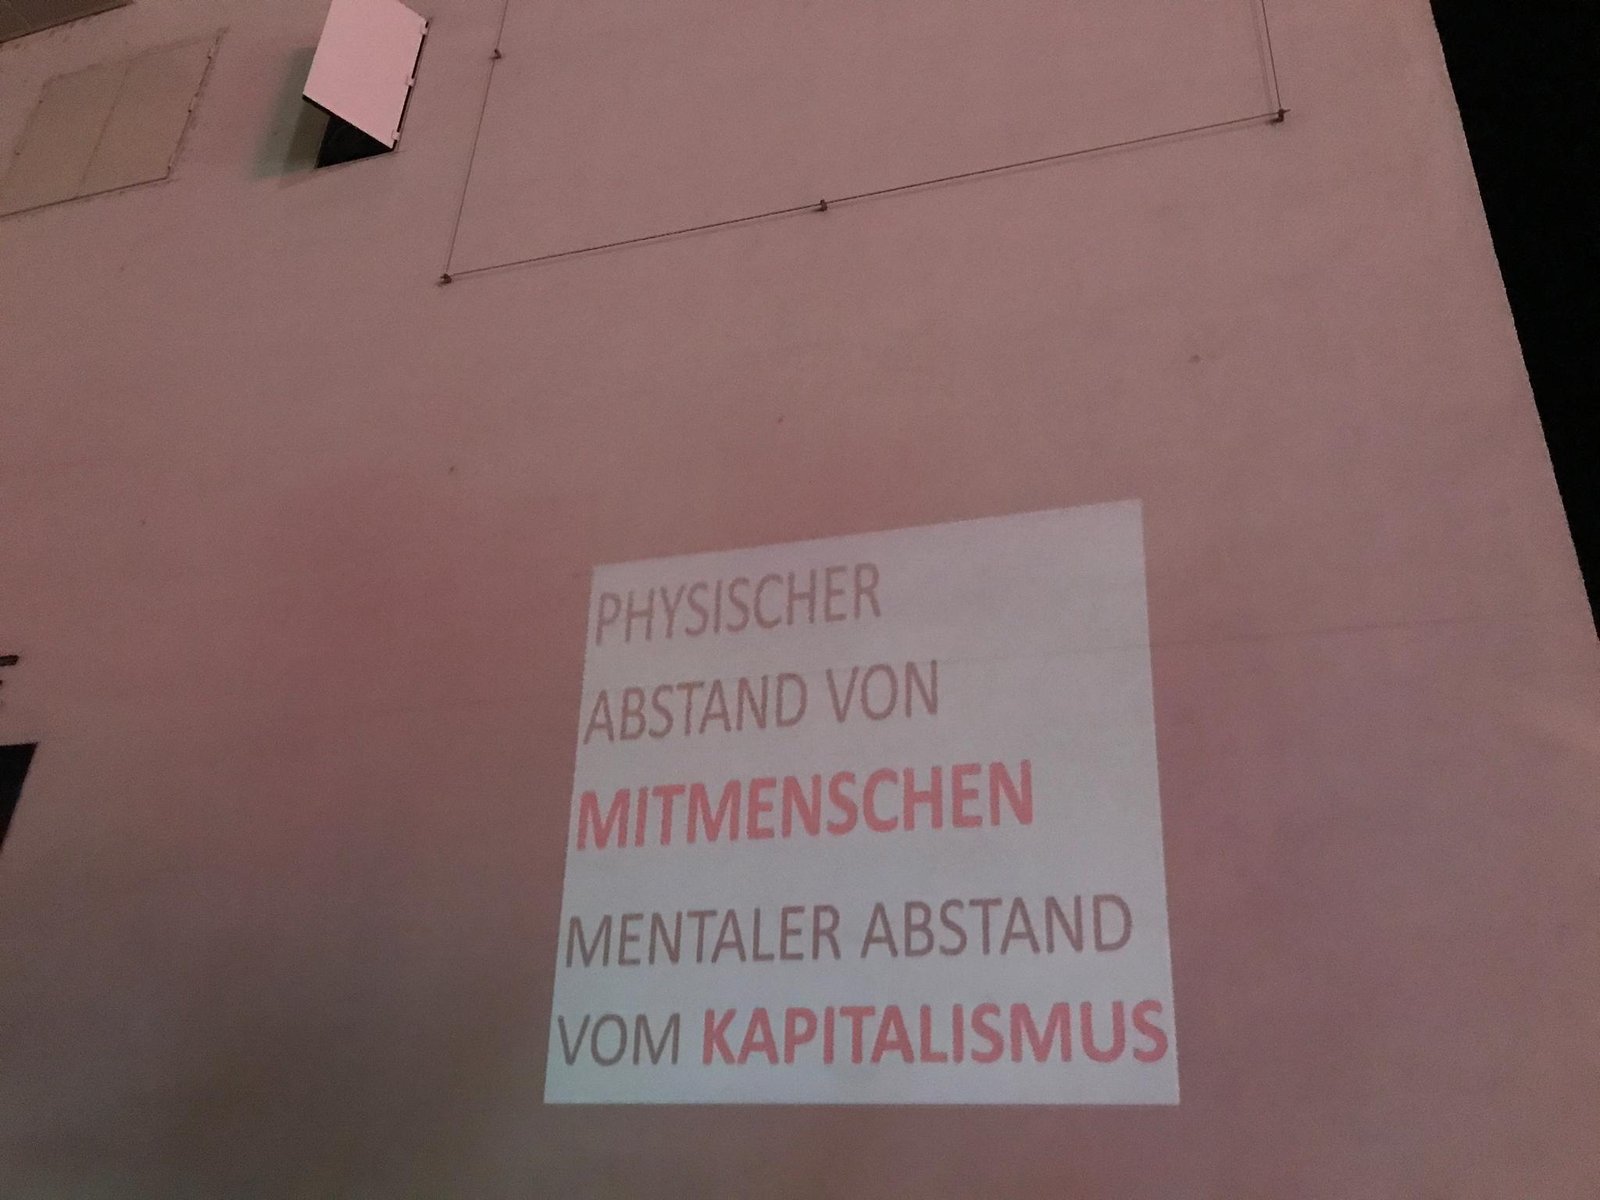 PHYSISCHER
ABSTAND VON
MITMENSCHEN
MENTALER ABSTAND
VOM KAPITALISMUS